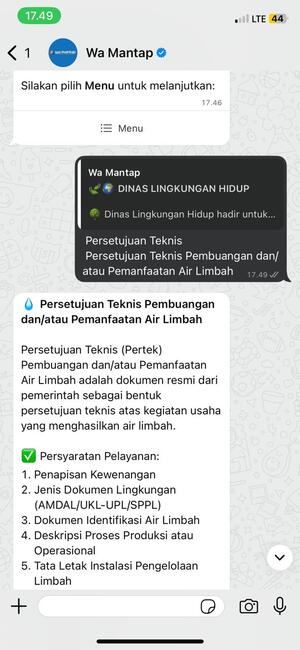 17.49
LTE 44
1
Wa Mantap
Silakan pilih Menu untuk melanjutkan:
17.46
Menu
Wa Mantap
🌿🌍 DINAS LINGKUNGAN HIDUP
🌳 Dinas Lingkungan Hidup hadir untuk...
Persetujuan Teknis
Persetujuan Teknis Pembuangan dan/
atau Pemanfaatan Air Limbah
17.49
💧 Persetujuan Teknis Pembuangan
dan/atau Pemanfaatan Air Limbah
Persetujuan Teknis (Pertek)
Pembuangan dan/atau Pemanfaatan
Air Limbah adalah dokumen resmi dari
pemerintah sebagai bentuk
persetujuan teknis atas kegiatan usaha
yang menghasilkan air limbah.
✅ Persyaratan Pelayanan:
1. Penapisan Kewenangan
2. Jenis Dokumen Lingkungan
(AMDAL/UKL-UPL/SPPL)
3. Dokumen Identifikasi Air Limbah
4. Deskripsi Proses Produksi atau
Operasional
5. Tata Letak Instalasi Pengelolaan
Limbah